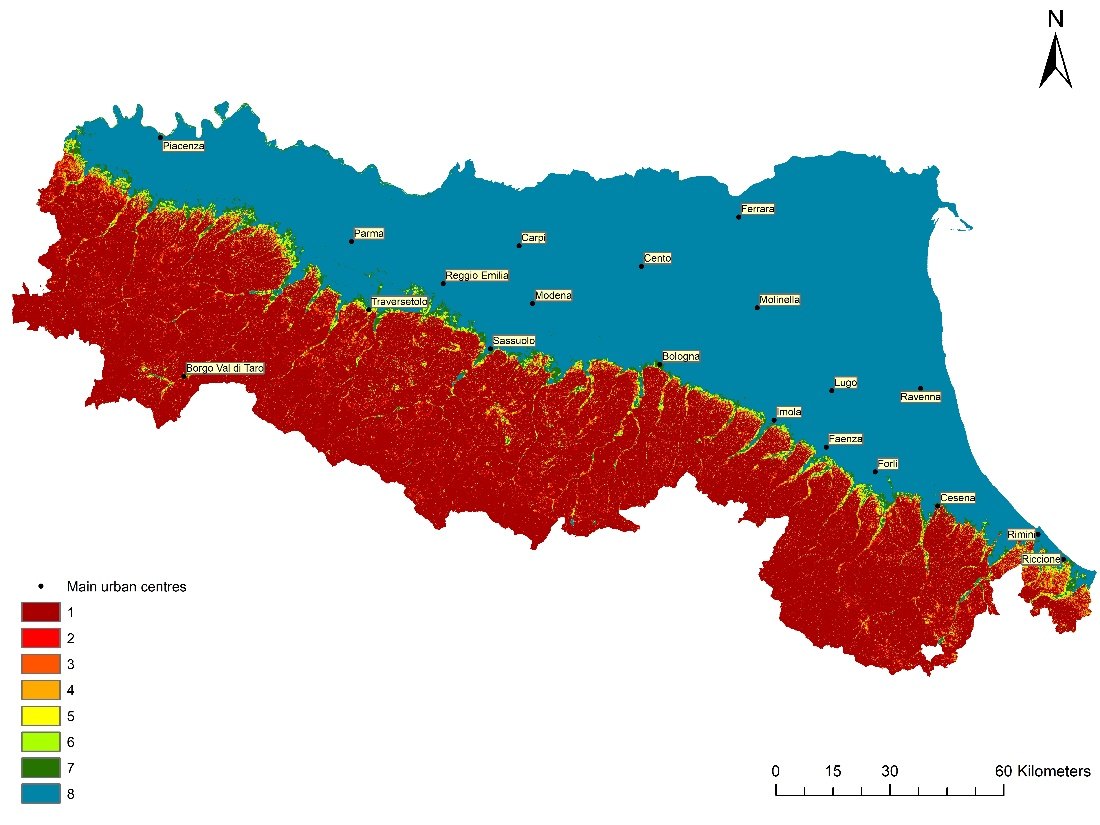 N
Piacenza
Ferrara
Parma
Carpi
Cento
Reggio Emilia
Modena
Molinella
Traversetolo
Sassuolo
Bologna
Borgo Val di Taro
Lugo
Ravenna
Imola
Faenza
Forlì
Cesena
Rimini
Riccione
Main urban centres
1
2
3
4
5
6
7
8
0 15 30 60 Kilometers